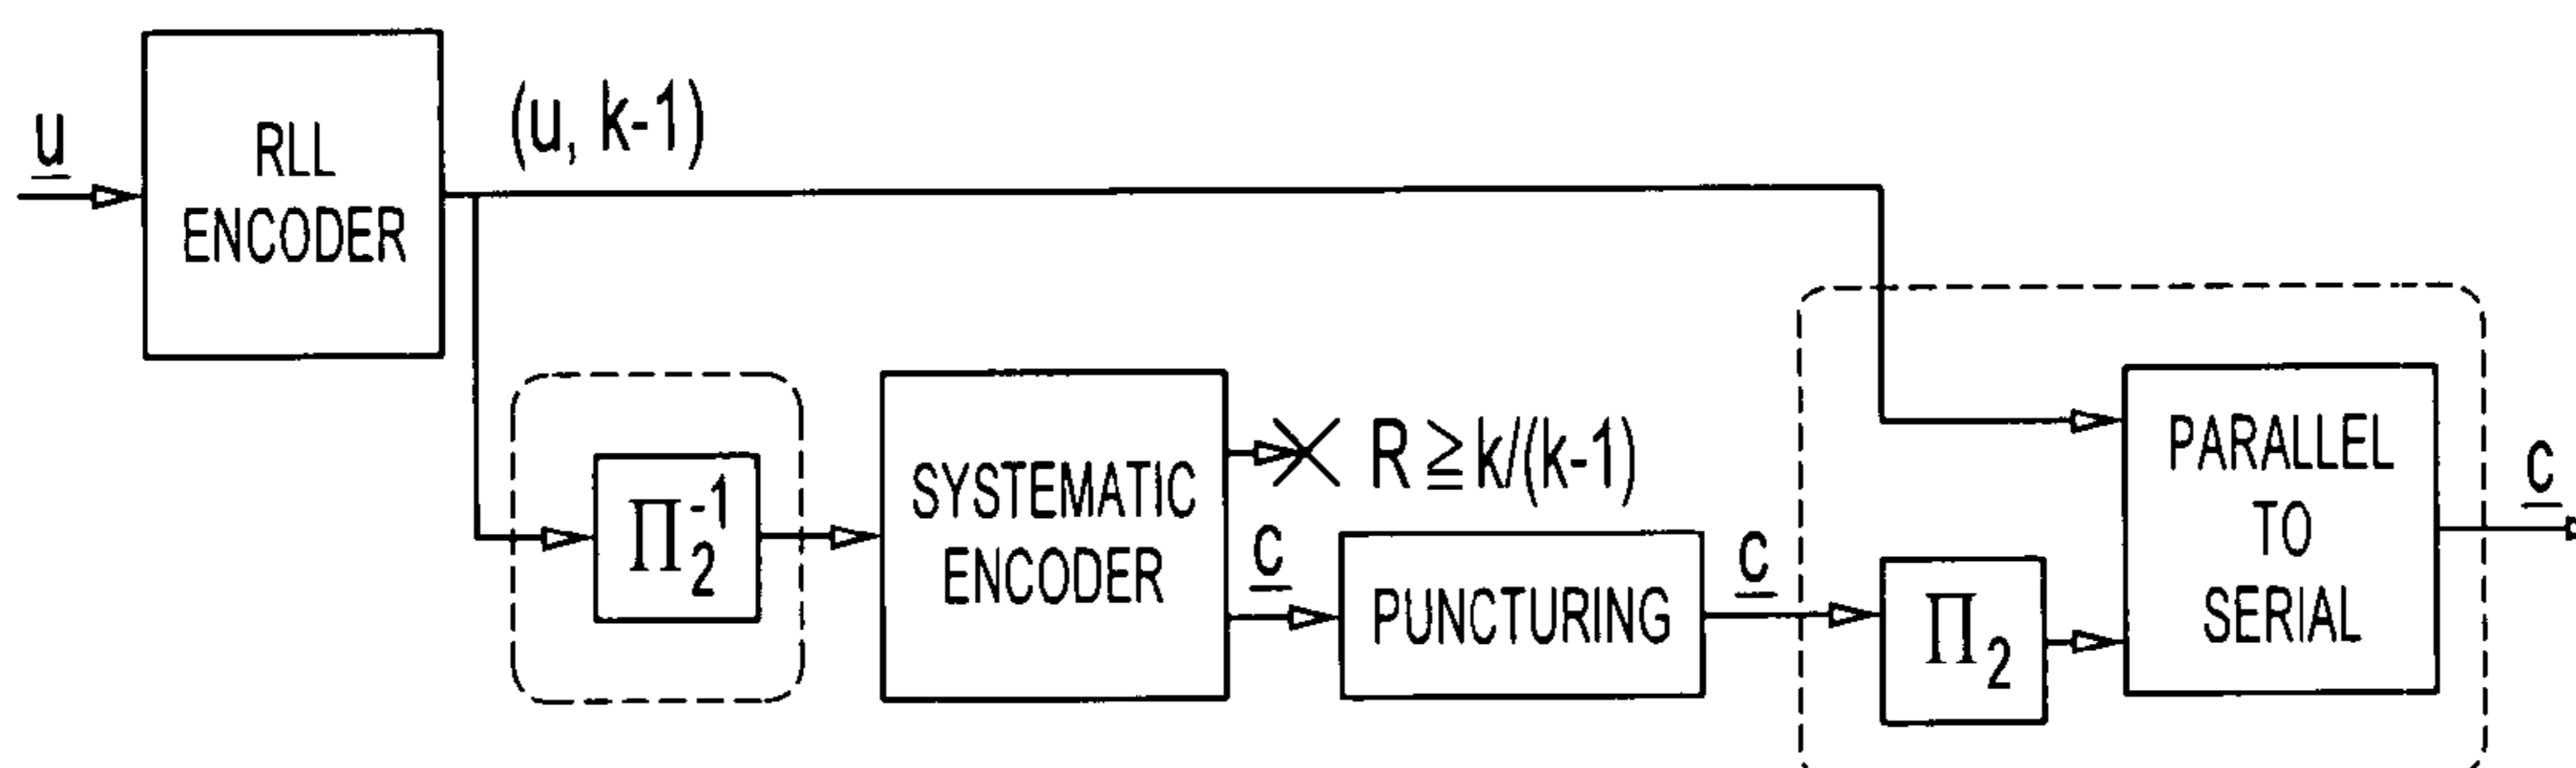 u
RLL
ENCODER
(u, k-1)
Π₂⁻¹
SYSTEMATIC
ENCODER
R ≧ k/(k-1)
c
PUNCTURING
c
Π₂
PARALLEL
TO
SERIAL
c